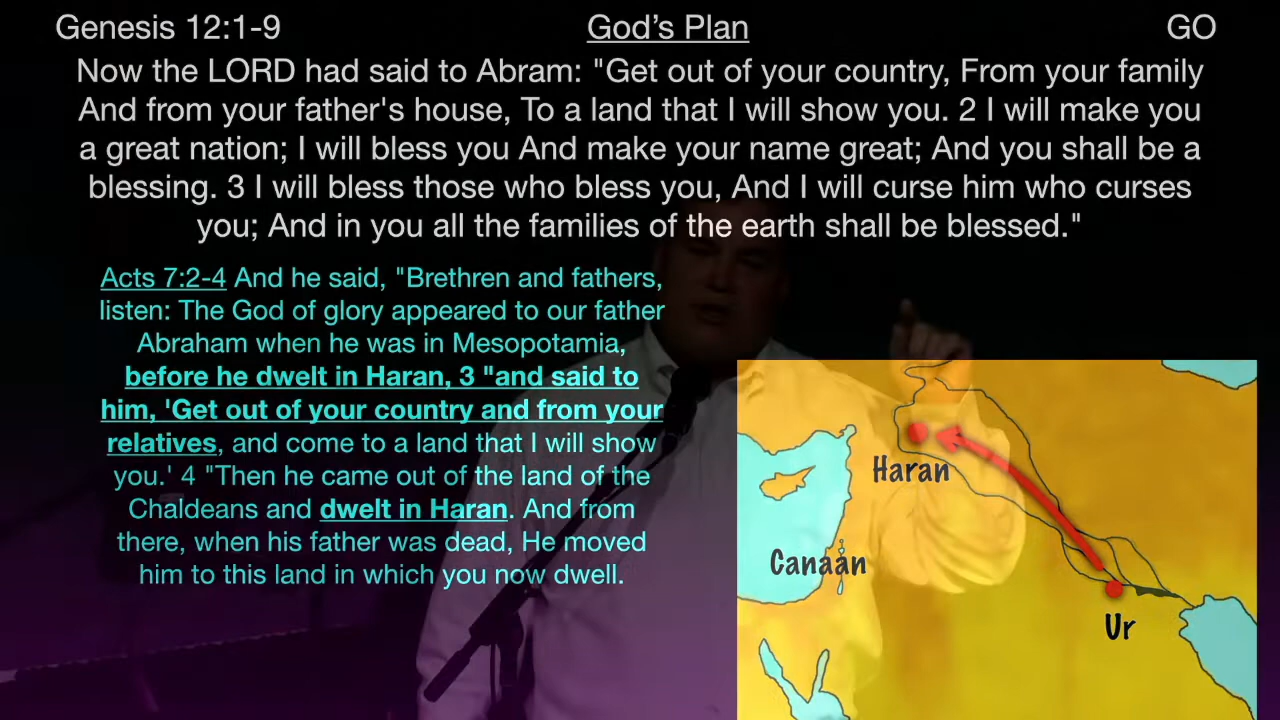 Genesis 12:1-9 God’s Plan GO
Now the LORD had said to Abram: "Get out of your country, From your family
And from your father's house, To a land that I will show you. 2 I will make you
a great nation; I will bless you And make your name great; And you shall be a
blessing. 3 I will bless those who bless you, And I will curse him who curses
you; And in you all the families of the earth shall be blessed."
Acts 7:2-4 And he said, "Brethren and fathers,
listen: The God of glory appeared to our father
Abraham when he was in Mesopotamia,
before he dwelt in Haran, 3 "and said to
him, 'Get out of your country and from your
relatives, and come to a land that I will show
you.' 4 "Then he came out of the land of the
Chaldeans and dwelt in Haran. And from
there, when his father was dead, He moved
him to this land in which you now dwell.
Haran
Canaan
Ur